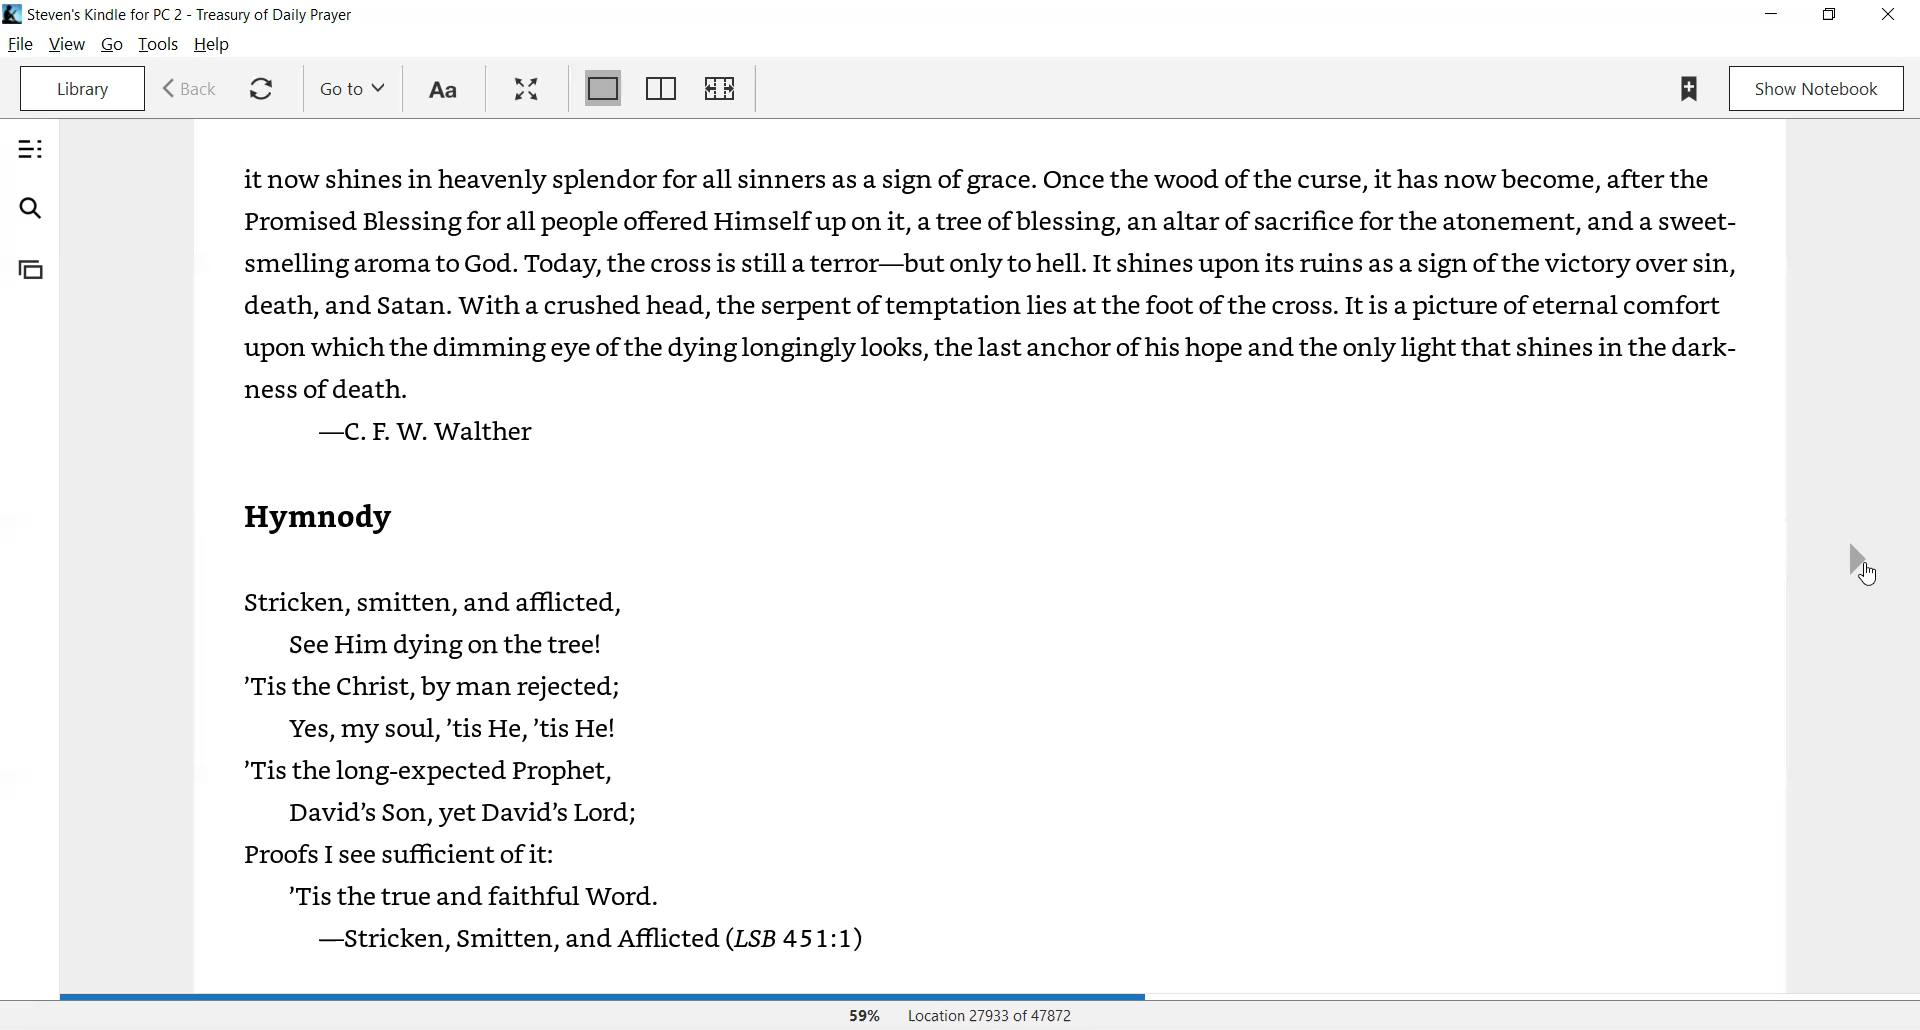 Steven's Kindle for PC 2 - Treasury of Daily Prayer
File View Go Tools Help
Library Back Go to Aa Show Notebook
it now shines in heavenly splendor for all sinners as a sign of grace. Once the wood of the curse, it has now become, after the
Promised Blessing for all people offered Himself up on it, a tree of blessing, an altar of sacrifice for the atonement, and a sweet-
smelling aroma to God. Today, the cross is still a terror—but only to hell. It shines upon its ruins as a sign of the victory over sin,
death, and Satan. With a crushed head, the serpent of temptation lies at the foot of the cross. It is a picture of eternal comfort
upon which the dimming eye of the dying longingly looks, the last anchor of his hope and the only light that shines in the dark-
ness of death.
—C. F. W. Walther
Hymnody
Stricken, smitten, and afflicted,
See Him dying on the tree!
’Tis the Christ, by man rejected;
Yes, my soul, ’tis He, ’tis He!
’Tis the long-expected Prophet,
David’s Son, yet David’s Lord;
Proofs I see sufficient of it:
’Tis the true and faithful Word.
—Stricken, Smitten, and Afflicted (LSB 451:1)
59% Location 27933 of 47872